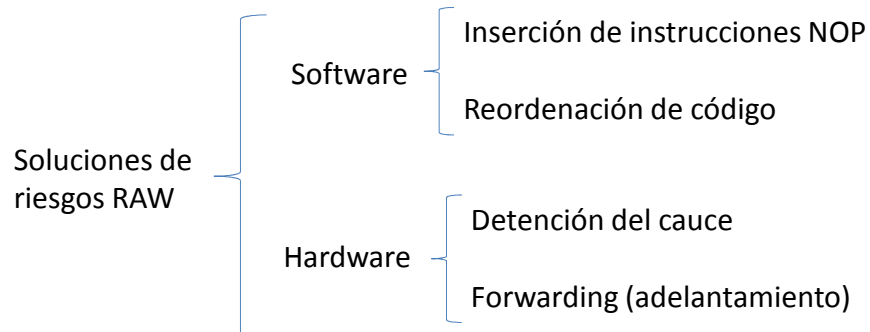 Soluciones de
riesgos RAW
Software
Inserción de instrucciones NOP
Reordenación de código
Hardware
Detención del cauce
Forwarding (adelantamiento)